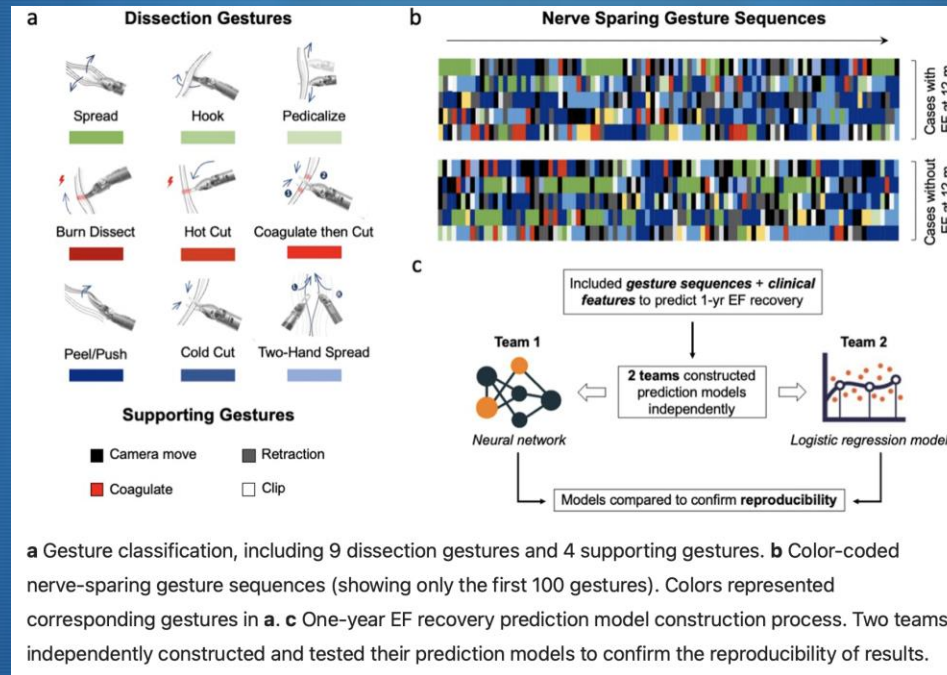 a
Dissection Gestures
Spread
Hook
Pedicalize
Burn Dissect
Hot Cut
Coagulate then Cut
Peel/Push
Cold Cut
Two-Hand Spread
Supporting Gestures
Camera move
Retraction
Coagulate
Clip
b
Nerve Sparing Gesture Sequences
Cases with
EF at 12 m
Cases without
EF at 12 m
c
Included gesture sequences + clinical
features to predict 1-yr EF recovery
Team 1
2 teams constructed
prediction models
independently
Team 2
Neural network
Logistic regression model
Models compared to confirm reproducibility
a Gesture classification, including 9 dissection gestures and 4 supporting gestures. b Color-coded
nerve-sparing gesture sequences (showing only the first 100 gestures). Colors represented
corresponding gestures in a. c One-year EF recovery prediction model construction process. Two teams
independently constructed and tested their prediction models to confirm the reproducibility of results.